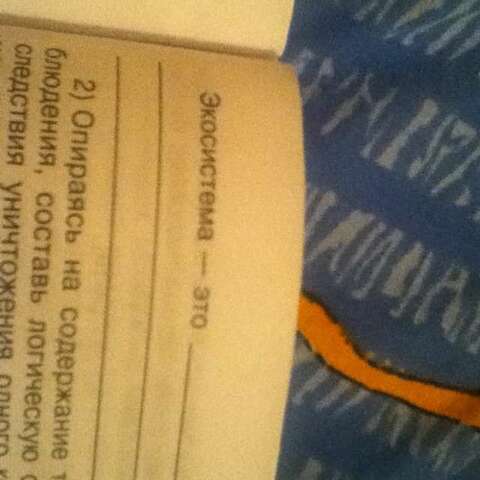 Экосистема — это
2) Опираясь на содержание
блюдения, составь логическую
следствия уничтожения одного